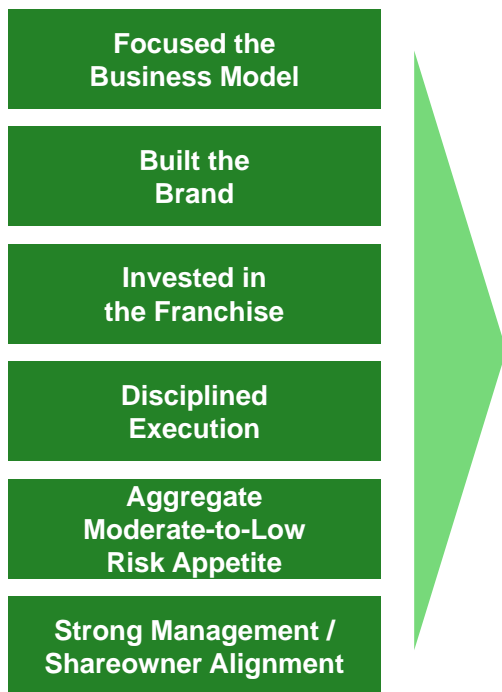 Focused the
Business Model
Built the
Brand
Invested in
the Franchise
Disciplined
Execution
Aggregate
Moderate-to-Low
Risk Appetite
Strong Management /
Shareowner Alignment